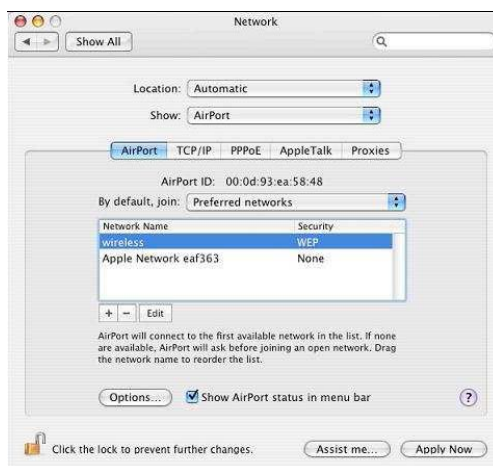 Network
Show All
Location: Automatic
Show: AirPort
AirPort TCP/IP PPPoE AppleTalk Proxies
AirPort ID: 00:0d:93:ea:58:48
By default, join: Preferred networks
Network Name Security
wireless WEP
Apple Network eaf363 None
+ − Edit
AirPort will connect to the first available network in the list. If none
are available, AirPort will ask before joining an open network. Drag
the network name to reorder the list.
Options... Show AirPort status in menu bar ?
Click the lock to prevent further changes. Assist me... Apply Now